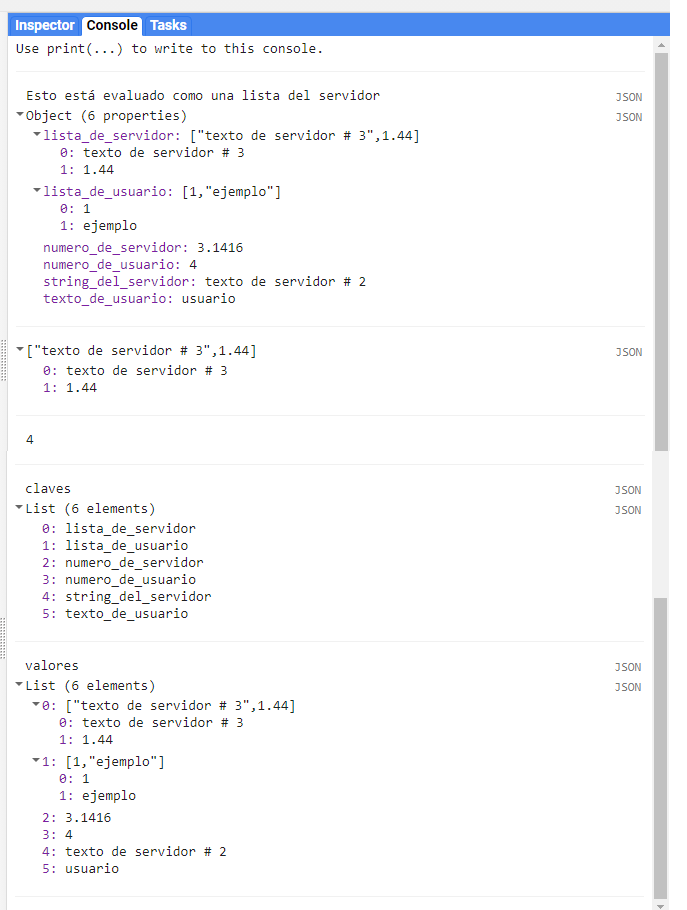 Inspector Console Tasks
Use print(...) to write to this console.
Esto está evaluado como una lista del servidor JSON
Object (6 properties) JSON
lista_de_servidor: ["texto de servidor # 3",1.44]
0: texto de servidor # 3
1: 1.44
lista_de_usuario: [1,"ejemplo"]
0: 1
1: ejemplo
numero_de_servidor: 3.1416
numero_de_usuario: 4
string_del_servidor: texto de servidor # 2
texto_de_usuario: usuario
["texto de servidor # 3",1.44] JSON
0: texto de servidor # 3
1: 1.44
4
claves JSON
List (6 elements) JSON
0: lista_de_servidor
1: lista_de_usuario
2: numero_de_servidor
3: numero_de_usuario
4: string_del_servidor
5: texto_de_usuario
valores JSON
List (6 elements) JSON
0: ["texto de servidor # 3",1.44]
0: texto de servidor # 3
1: 1.44
1: [1,"ejemplo"]
0: 1
1: ejemplo
2: 3.1416
3: 4
4: texto de servidor # 2
5: usuario